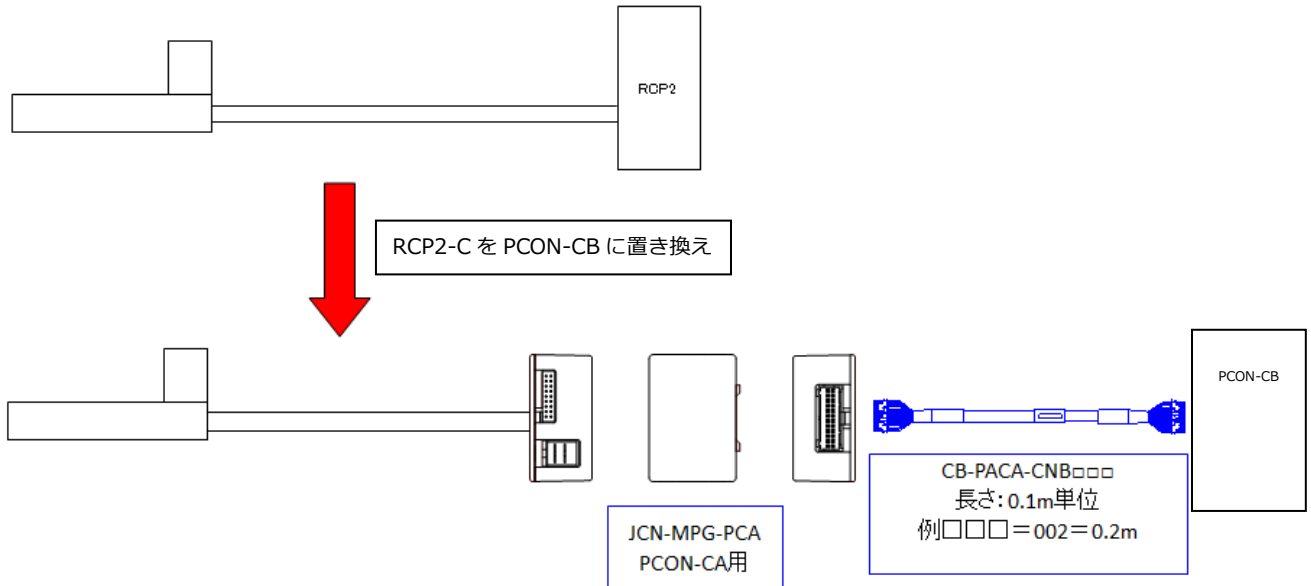 RCP2
RCP2-C を PCON-CB に置き換え
PCON-CB
CB-PACA-CNB□□□
長さ：0.1m単位
例□□□＝002＝0.2m
JCN-MPG-PCA
PCON-CA用